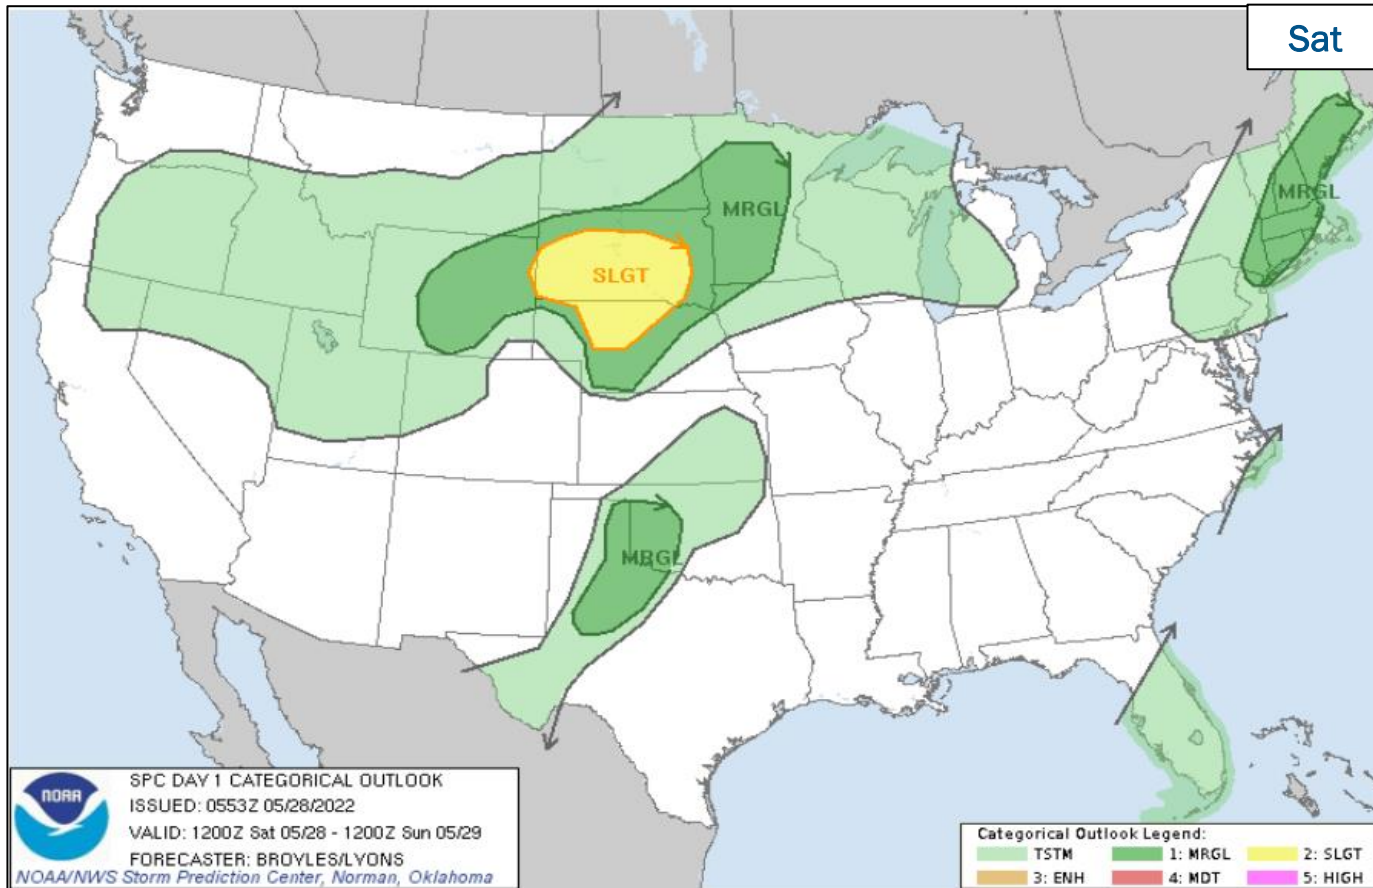 Sat
MRGL
MRGL
SLGT
MRGL
NOAA
SPC DAY 1 CATEGORICAL OUTLOOK
ISSUED: 0553Z 05/28/2022
VALID: 1200Z Sat 05/28 - 1200Z Sun 05/29
FORECASTER: BROYLES/LYONS
NOAA/NWS Storm Prediction Center, Norman, Oklahoma
Categorical Outlook Legend:
TSTM 1: MRGL 2: SLGT
3: ENH 4: MDT 5: HIGH